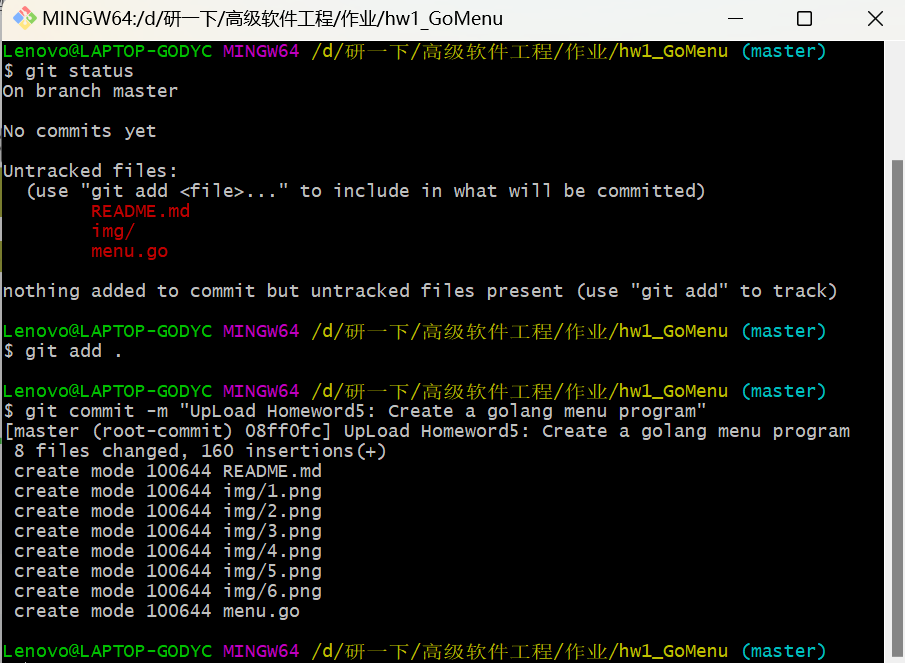 MINGW64:/d/研一下/高级软件工程/作业/hw1_GoMenu
Lenovo@LAPTOP-GODYC MINGW64 /d/研一下/高级软件工程/作业/hw1_GoMenu (master)
$ git status
On branch master
No commits yet
Untracked files:
(use "git add <file>..." to include in what will be committed)
README.md
img/
menu.go
nothing added to commit but untracked files present (use "git add" to track)
Lenovo@LAPTOP-GODYC MINGW64 /d/研一下/高级软件工程/作业/hw1_GoMenu (master)
$ git add .
Lenovo@LAPTOP-GODYC MINGW64 /d/研一下/高级软件工程/作业/hw1_GoMenu (master)
$ git commit -m "UpLoad Homeword5: Create a golang menu program"
[master (root-commit) 08ff0fc] UpLoad Homeword5: Create a golang menu program
8 files changed, 160 insertions(+)
create mode 100644 README.md
create mode 100644 img/1.png
create mode 100644 img/2.png
create mode 100644 img/3.png
create mode 100644 img/4.png
create mode 100644 img/5.png
create mode 100644 img/6.png
create mode 100644 menu.go
Lenovo@LAPTOP-GODYC MINGW64 /d/研一下/高级软件工程/作业/hw1_GoMenu (master)